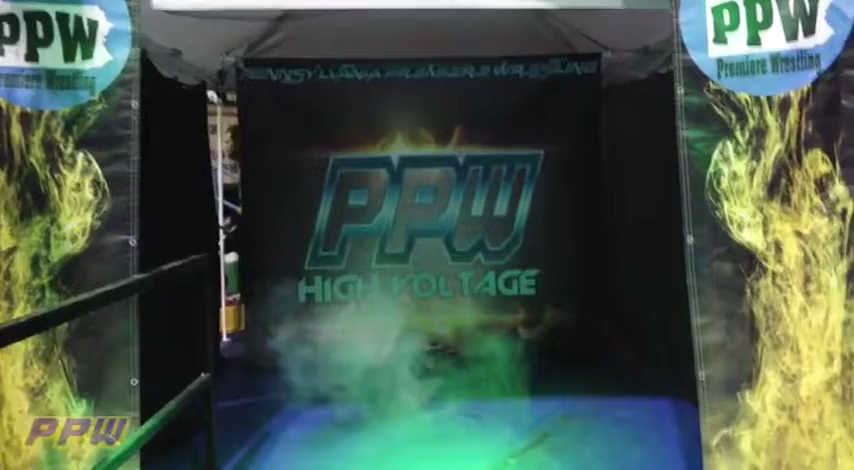 PPW
Premiere Wrestling
PPW
Premiere Wrestling
PENNSYLVANIA PREMIERE WRESTLING
PPW
HIGH VOLTAGE
PPW